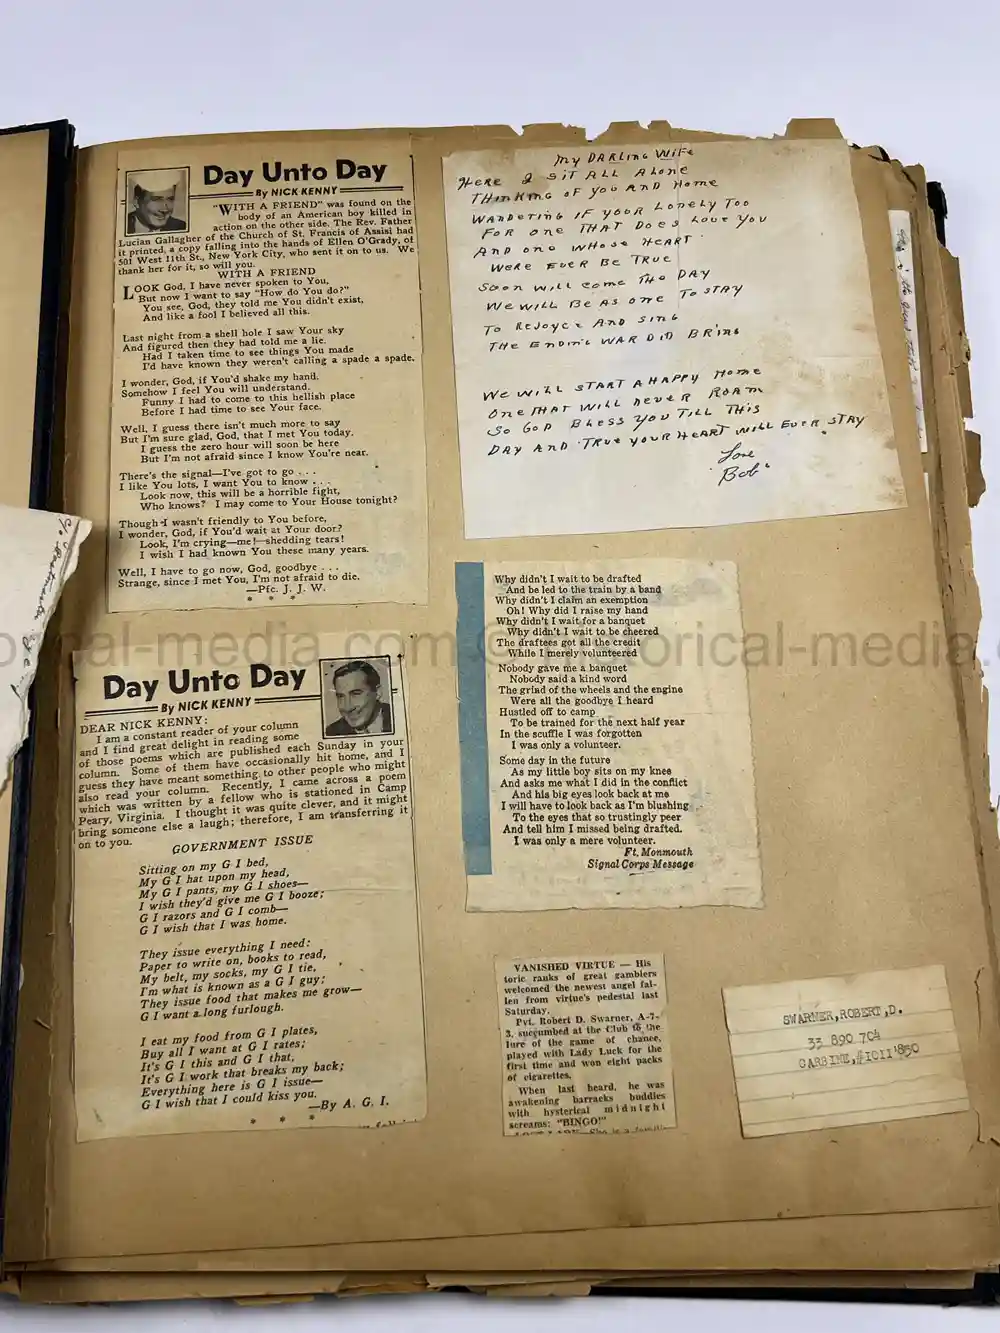 Day Unto Day
By NICK KENNY
"WITH A FRIEND" was found on the
body of an American boy killed in
action on the other side. The Rev. Father
Lucian Gallagher of the Church of St. Francis of Assisi had
it printed, a copy falling into the hands of Ellen O'Grady, of
501 West 11th St., New York City, who sent it on to us. We
thank her for it, so will you.
WITH A FRIEND
LOOK God, I have never spoken to You,
But now I want to say "How do You do?"
You see, God, they told me You didn't exist,
And like a fool I believed all this.
Last night from a shell hole I saw Your sky
And figured then they had told me a lie.
Had I taken time to see things You made
I'd have known they weren't calling a spade a spade.
I wonder, God, if You'd shake my hand.
Somehow I feel You will understand.
Funny I had to come to this hellish place
Before I had time to see Your face.
Well, I guess there isn't much more to say
But I'm sure glad, God, that I met You today.
I guess the zero hour will soon be here
But I'm not afraid since I know You're near.
There's the signal—I've got to go . . .
I like You lots, I want You to know . . .
Look now, this will be a horrible fight,
Who knows? I may come to Your House tonight?
Though I wasn't friendly to You before,
I wonder, God, if You'd wait at Your door?
Look, I'm crying—me!—shedding tears!
I wish I had known You these many years.
Well, I have to go now, God, goodbye . . .
Strange, since I met You, I'm not afraid to die.
—Pfc. J. J. W.
* * *
Day Unto Day
By NICK KENNY
DEAR NICK KENNY:
I am a constant reader of your column
and I find great delight in reading some
of those poems which are published each Sunday in your
column. Some of them have occasionally hit home, and I
guess they have meant something to other people who might
also read your column. Recently, I came across a poem
which was written by a fellow who is stationed in Camp
Peary, Virginia. I thought it was quite clever, and it might
bring someone else a laugh; therefore, I am transferring it
on to you.
GOVERNMENT ISSUE
Sitting on my G I bed,
My G I hat upon my head,
My G I pants, my G I shoes—
I wish they'd give me G I booze;
G I razors and G I comb—
G I wish that I was home.
They issue everything I need:
Paper to write on, books to read,
My belt, my socks, my G I tie,
I'm what is known as a G I guy;
They issue food that makes me grow—
G I want a long furlough.
I eat my food from G I plates,
Buy all I want at G I rates;
It's G I this and G I that,
It's G I work that breaks my back;
Everything here is G I issue—
G I wish that I could kiss you.
—By A. G. I.
* * *
MY DARLING WIFE
HERE I SIT ALL ALONE
THINKING OF YOU AND HOME
WANDERING IF YOUR LONELY TOO
FOR ONE THAT DOES LOVE YOU
AND ONE WHOSE HEART
WERE EVER BE TRUE
SOON WILL COME THO DAY
WE WILL BE AS ONE TO STAY
TO REJOYCE AND SING
THE ENDING WAR DID BRING
WE WILL START A HAPPY HOME
ONE THAT WILL NEVER ROAM
SO GOD BLESS YOU TILL THIS
DAY AND TRUE YOUR HEART WILL EVER STAY
Love
"Bob"
Why didn't I wait to be drafted
And be led to the train by a band
Why didn't I claim an exemption
Oh! Why did I raise my hand
Why didn't I wait for a banquet
Why didn't I wait to be cheered
The draftees got all the credit
While I merely volunteered
Nobody gave me a banquet
Nobody said a kind word
The grind of the wheels and the engine
Were all the goodbye I heard
Hustled off to camp
To be trained for the next half year
In the scuffle I was forgotten
I was only a volunteer.
Some day in the future
As my little boy sits on my knee
And asks me what I did in the conflict
And his big eyes look back at me
I will have to look back as I'm blushing
To the eyes that so trustingly peer
And tell him I missed being drafted.
I was only a mere volunteer.
Ft. Monmouth
Signal Corps Message
VANISHED VIRTUE — His
toric ranks of great gamblers
welcomed the newest angel fal-
len from virtue's pedestal last
Saturday.
Pvt. Robert D. Swarner, A-7-
3, succumbed at the Club to the
lure of the game of chance,
played with Lady Luck for the
first time and won eight packs
of cigarettes.
When last heard, he was
awakening barracks buddies
with hysterical midnight
screams: "BINGO!"
SWARNER,ROBERT,D.
33 890 704
CARBINE,#1011'850